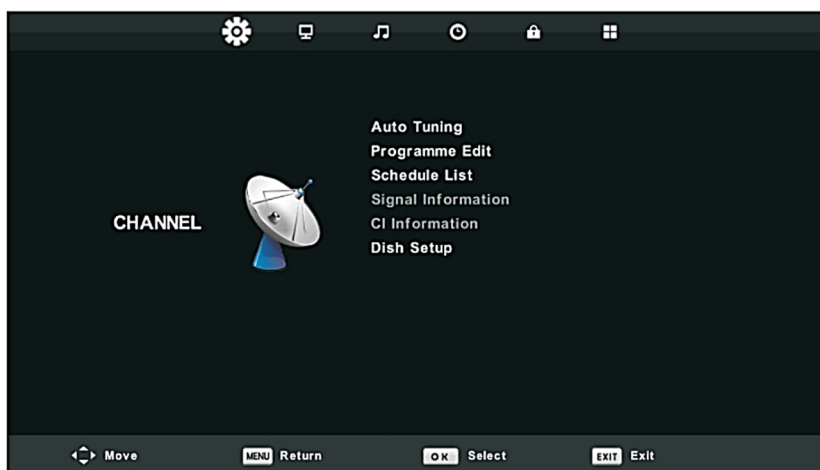 CHANNEL
Auto Tuning
Programme Edit
Schedule List
Signal Information
CI Information
Dish Setup
Move MENU Return OK Select EXIT Exit